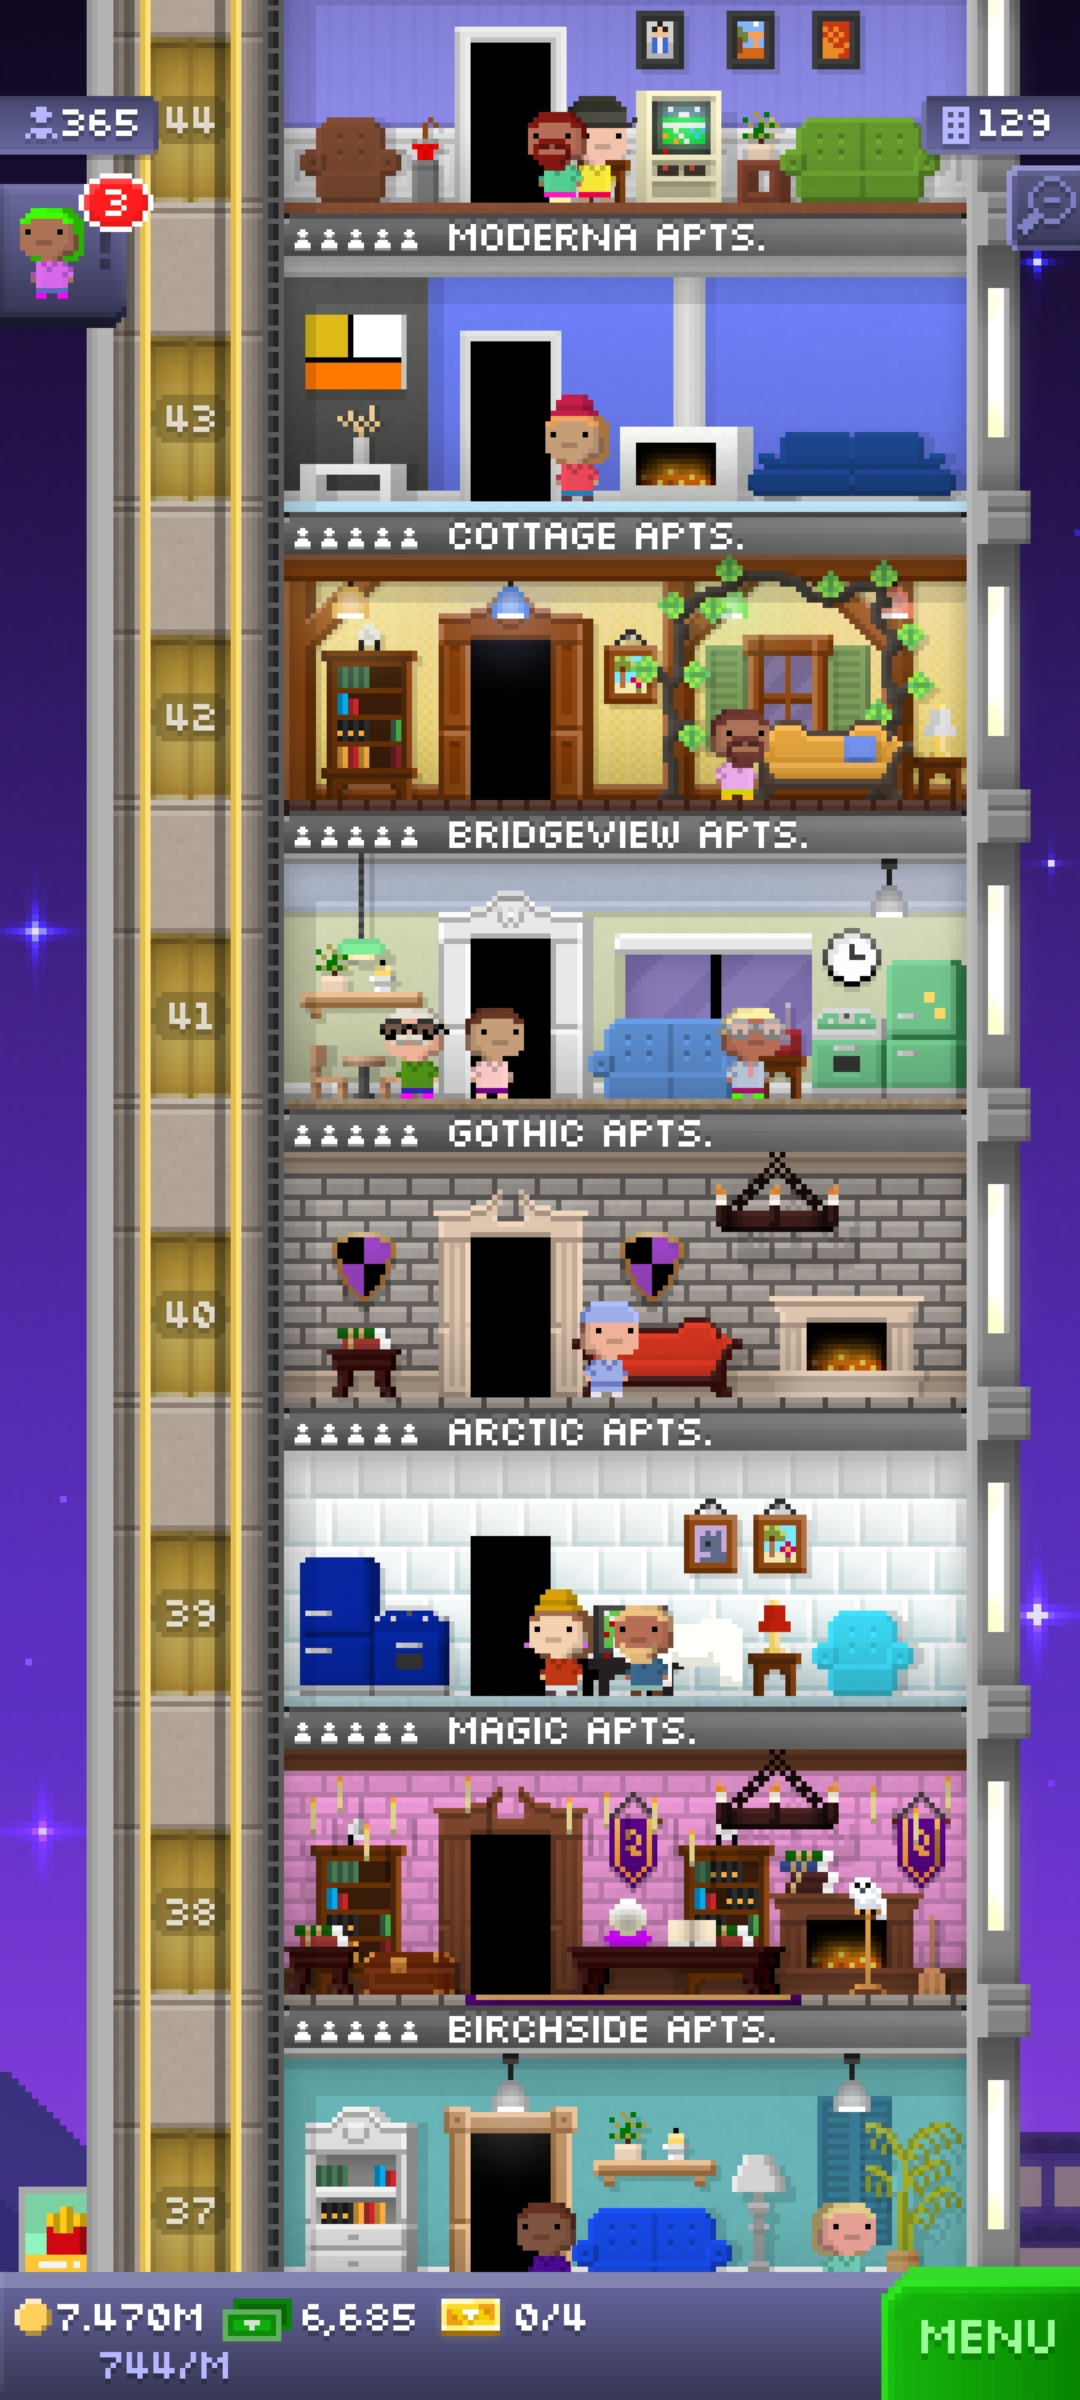 44
365
129
3
MODERNA APTS.
43
COTTAGE APTS.
42
BRIDGEVIEW APTS.
41
GOTHIC APTS.
40
ARCTIC APTS.
39
MAGIC APTS.
38
BIRCHSIDE APTS.
37
7.470M 6,685 0/4
744/M
MENU